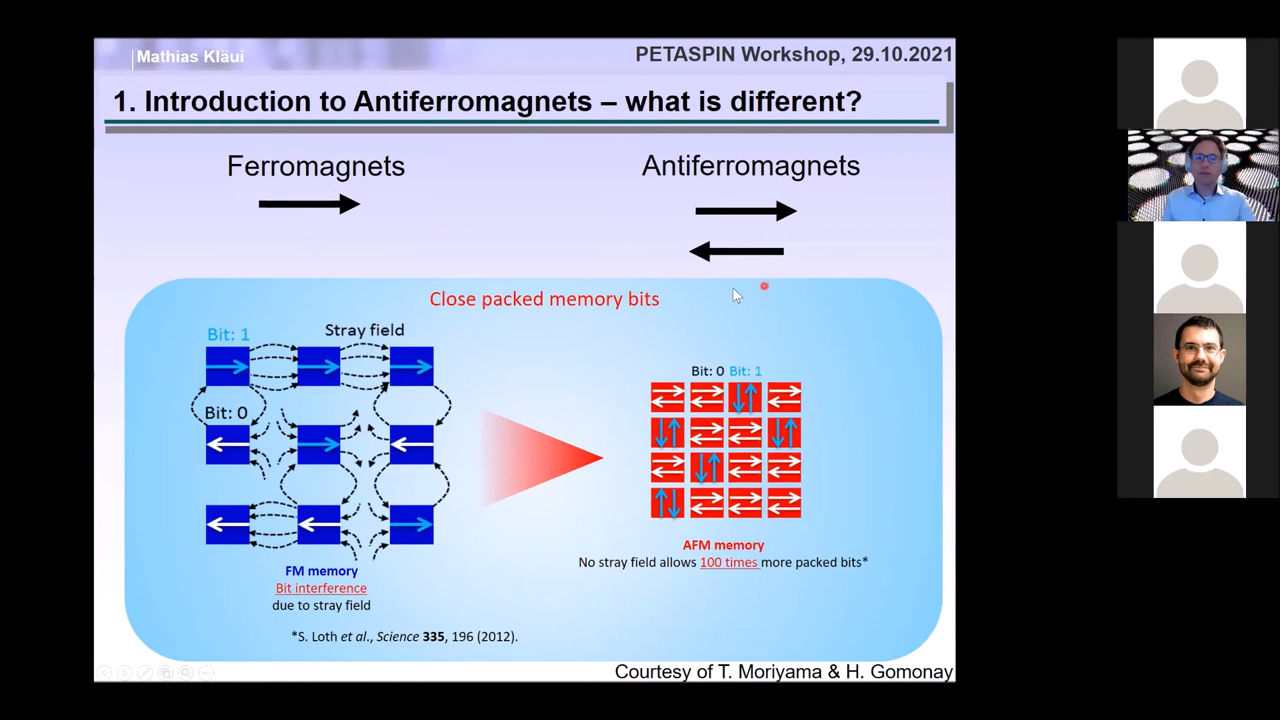 Mathias Kläui
PETASPIN Workshop, 29.10.2021
1. Introduction to Antiferromagnets – what is different?
Ferromagnets
Antiferromagnets
Close packed memory bits
Bit: 1
Stray field
Bit: 0
Bit: 0 Bit: 1
FM memory
Bit interference
due to stray field
AFM memory
No stray field allows 100 times more packed bits*
*S. Loth et al., Science 335, 196 (2012).
Courtesy of T. Moriyama & H. Gomonay